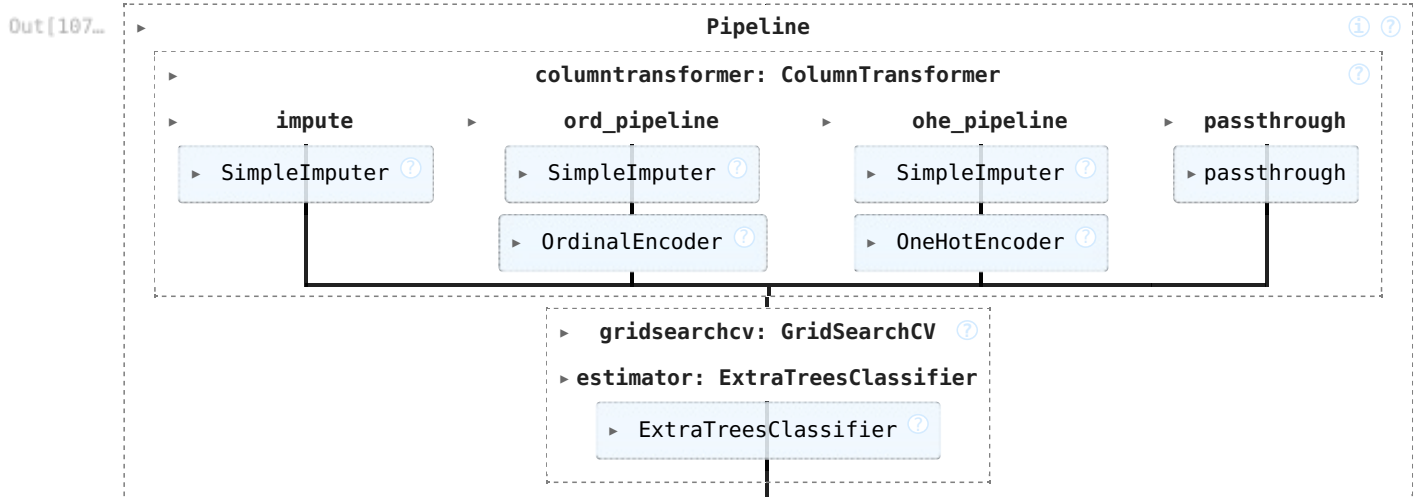 Out[107…
Pipeline
i ?
columntransformer: ColumnTransformer ?
impute ord_pipeline ohe_pipeline passthrough
SimpleImputer ? SimpleImputer ? SimpleImputer ? passthrough
OrdinalEncoder ? OneHotEncoder ?
gridsearchcv: GridSearchCV ?
estimator: ExtraTreesClassifier
ExtraTreesClassifier ?